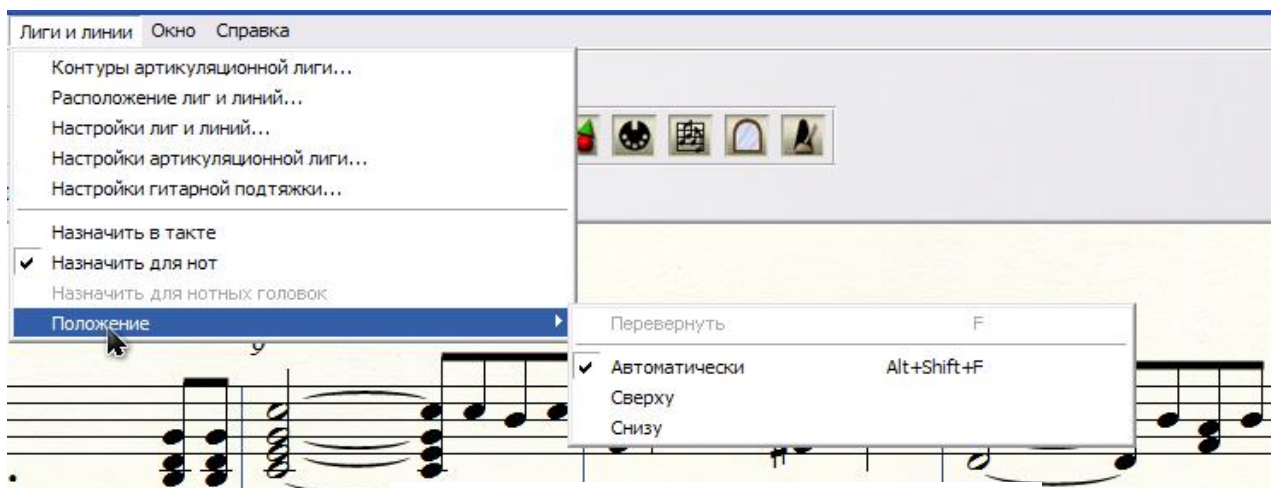 Лиги и линии Окно Справка
Контуры артикуляционной лиги...
Расположение лиг и линий...
Настройки лиг и линий...
Настройки артикуляционной лиги...
Настройки гитарной подтяжки...
Назначить в такте
Назначить для нот
Назначить для нотных головок
Положение
Перевернуть F
Автоматически Alt+Shift+F
Сверху
Снизу
9